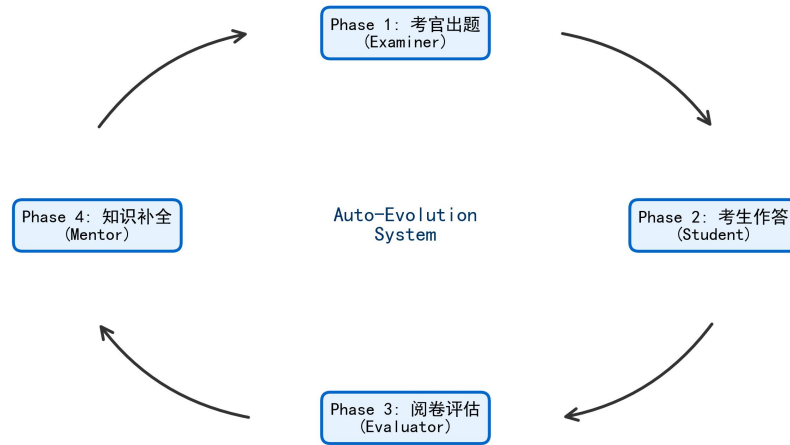 Phase 1: 考官出题
(Examiner)
Phase 4: 知识补全
(Mentor)
Auto-Evolution
System
Phase 2: 考生作答
(Student)
Phase 3: 阅卷评估
(Evaluator)